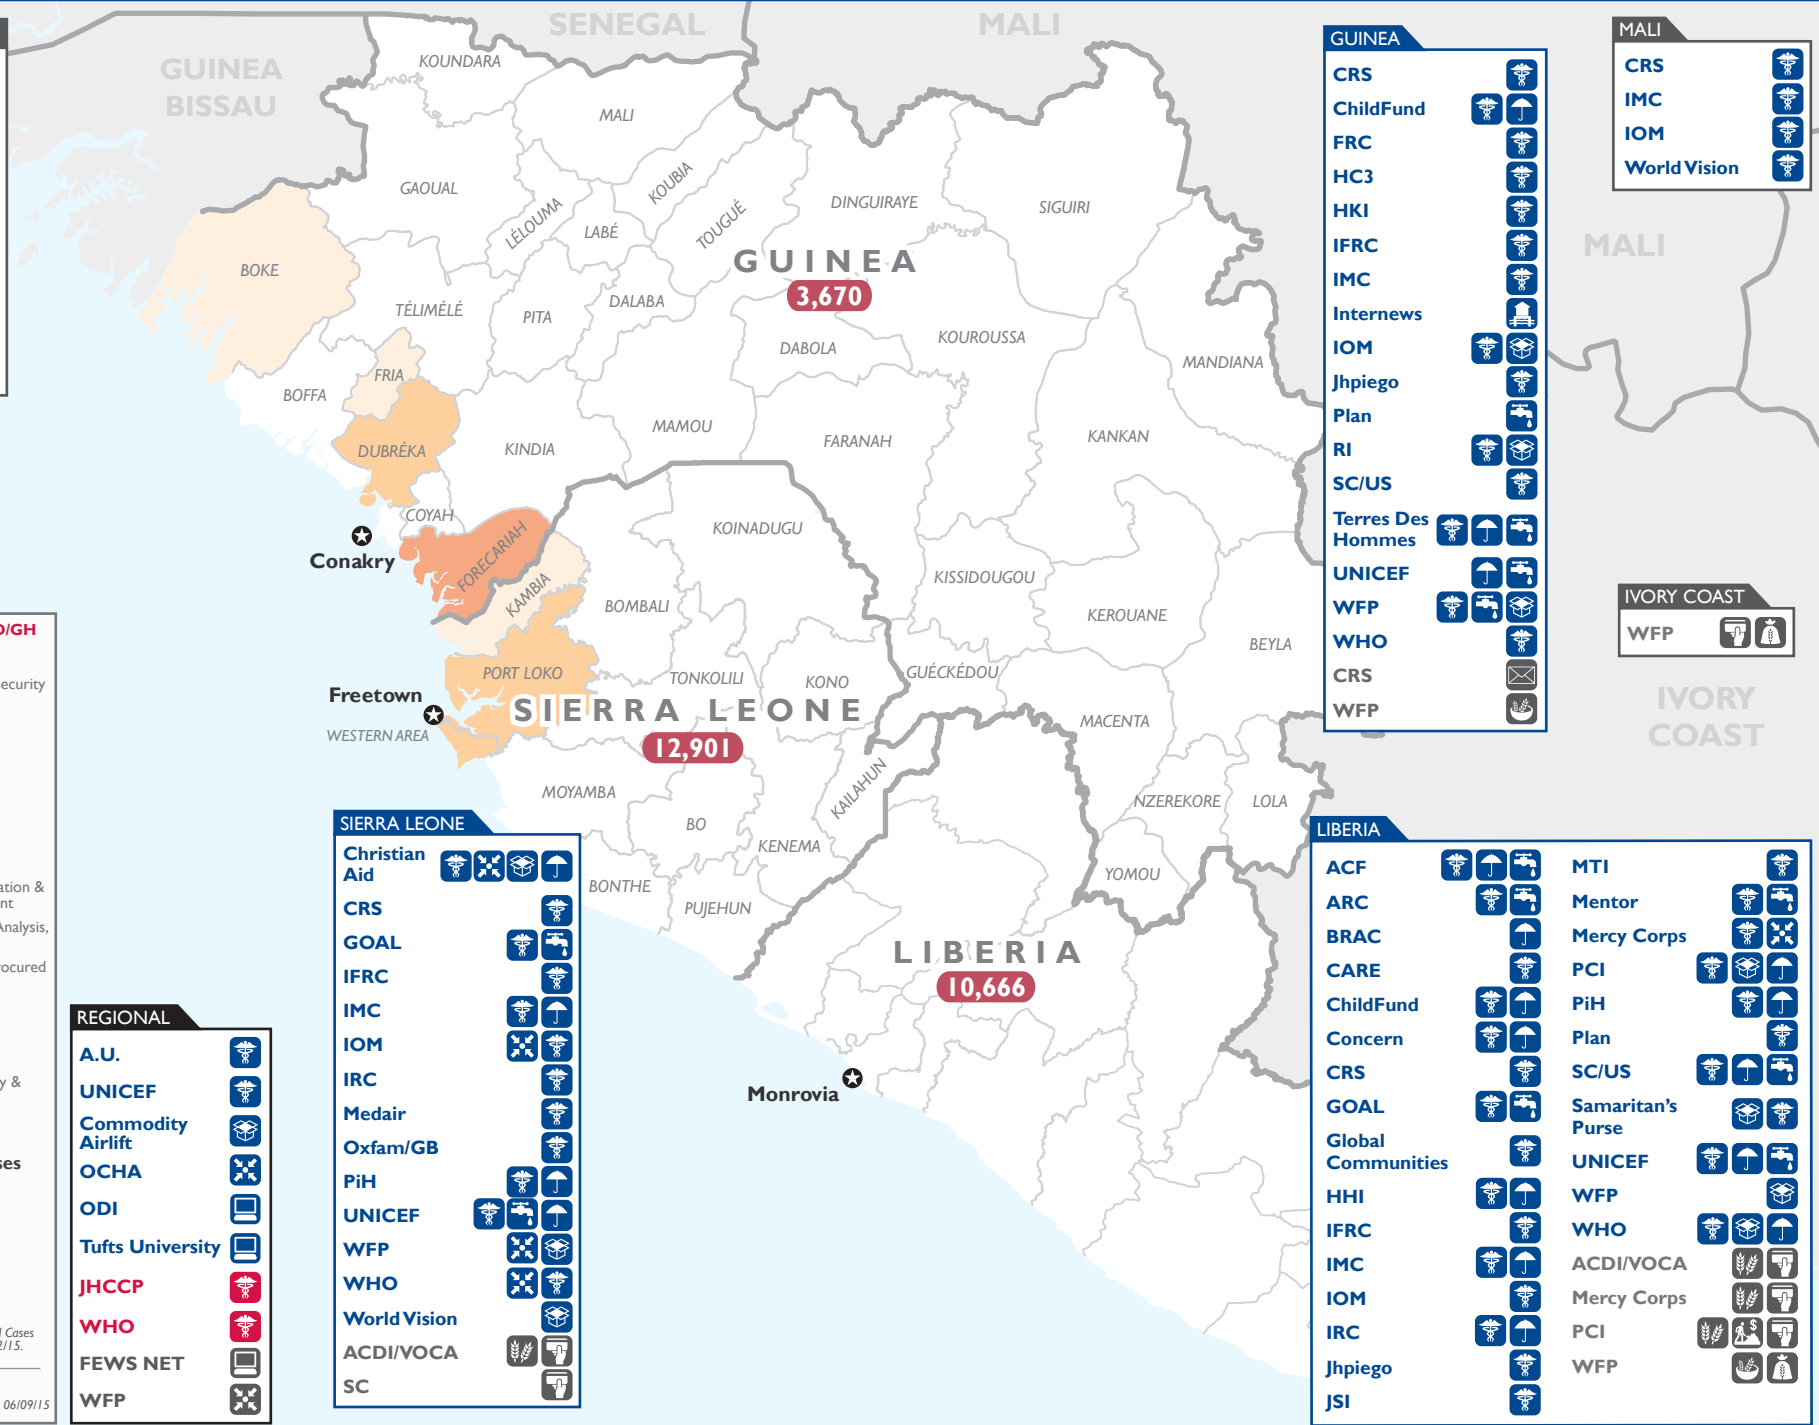 SENEGAL
MALI
GUINEA
BISSAU
KOUNDARA
MALI
GAOUAL
LÉLOUMA
LABÉ
KOUBIA
TOUGUÉ
DINGUIRAYE
SIGUIRI
BOKE
TÉLIMÉLÉ
PITA
DALABA
GUINEA
3,670
DABOLA
KOUROUSSA
MANDIANA
FRIA
BOFFA
DUBRÉKA
KINDIA
MAMOU
FARANAH
KANKAN
COYAH
Conakry
FORECARIAH
KAMBIA
KOINADUGU
BOMBALI
KISSIDOUGOU
KEROUANE
BEYLA
PORT LOKO
TONKOLILI
KONO
GUÉCKÉDOU
MACENTA
Freetown
WESTERN AREA
SIERRA LEONE
12,901
MOYAMBA
BO
KENEMA
KAILAHUN
NZEREKORE
LOLA
YOMOU
BONTHE
PUJEHUN
LIBERIA
10,666
Monrovia
MALI
IVORY
COAST
GUINEA
CRS
ChildFund
FRC
HC3
HKI
IFRC
IMC
Internews
IOM
Jhpiego
Plan
RI
SC/US
Terres Des
Hommes
UNICEF
WFP
WHO
CRS
WFP
MALI
CRS
IMC
IOM
World Vision
IVORY COAST
WFP
SIERRA LEONE
Christian
Aid
CRS
GOAL
IFRC
IMC
IOM
IRC
Medair
Oxfam/GB
PiH
UNICEF
WFP
WHO
World Vision
ACDI/VOCA
SC
REGIONAL
A.U.
UNICEF
Commodity
Airlift
OCHA
ODI
Tufts University
JHCCP
WHO
FEWS NET
WFP
LIBERIA
ACF
ARC
BRAC
CARE
ChildFund
Concern
CRS
GOAL
Global
Communities
HHI
IFRC
IMC
IOM
IRC
Jhpiego
JSI
MTI
Mentor
Mercy Corps
PCI
PiH
Plan
SC/US
Samaritan's
Purse
UNICEF
WFP
WHO
ACDI/VOCA
Mercy Corps
PCI
WFP
/GH
&
Analysis,
&
Cases
2/15.
06/09/15